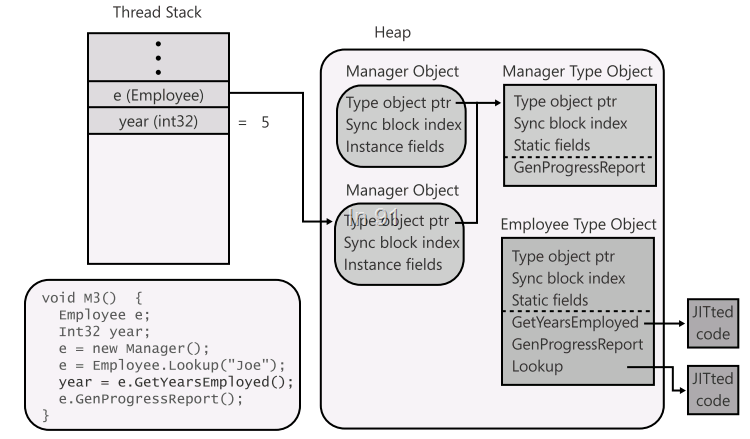 Thread Stack
e (Employee)
year (int32)
= 5
Heap
Manager Object
Type object ptr
Sync block index
Instance fields
Manager Object
Type object ptr
Sync block index
Instance fields
Manager Type Object
Type object ptr
Sync block index
Static fields
GenProgressReport
Employee Type Object
Type object ptr
Sync block index
Static fields
GetYearsEmployed
GenProgressReport
Lookup
JITted
code
JITted
code
void M3() {
Employee e;
Int32 year;
e = new Manager();
e = Employee.Lookup("Joe");
year = e.GetYearsEmployed();
e.GenProgressReport();
}